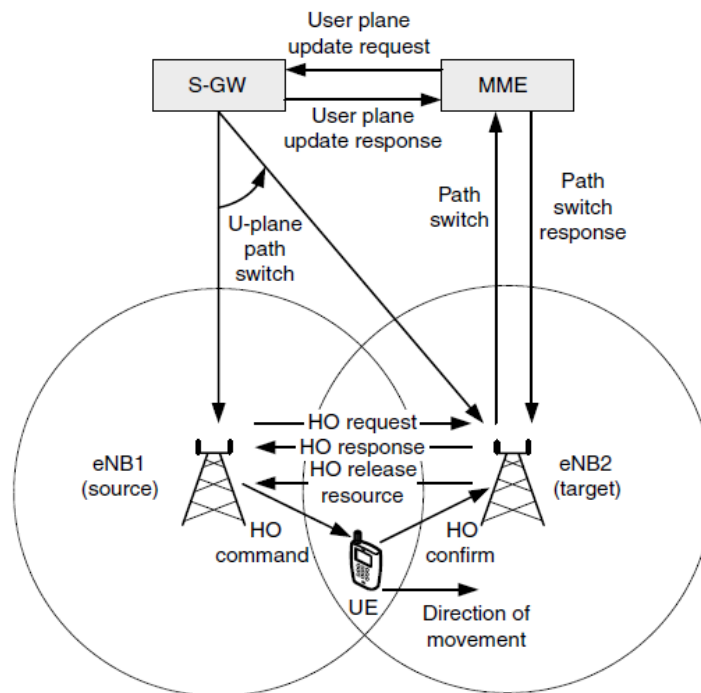 User plane
update request
S-GW
MME
User plane
update response
U-plane
path
switch
Path
switch
Path
switch
response
HO request
HO response
HO release
resource
eNB1
(source)
eNB2
(target)
HO
command
HO
confirm
UE
Direction of
movement